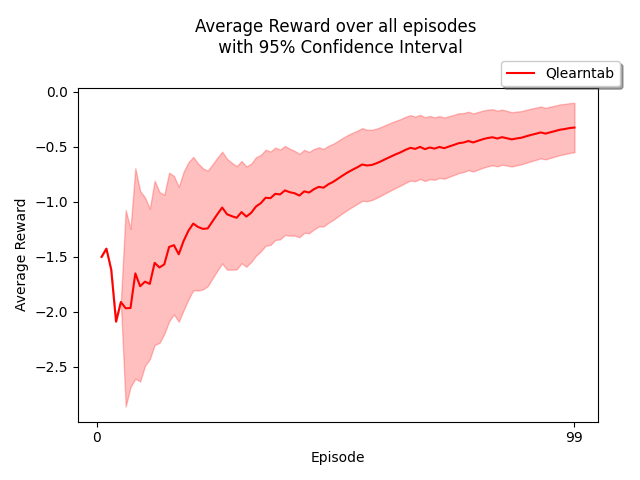 Average Reward over all episodes
with 95% Confidence Interval
Qlearntab
0.0
−0.5
−1.0
−1.5
−2.0
−2.5
Average Reward
0
99
Episode